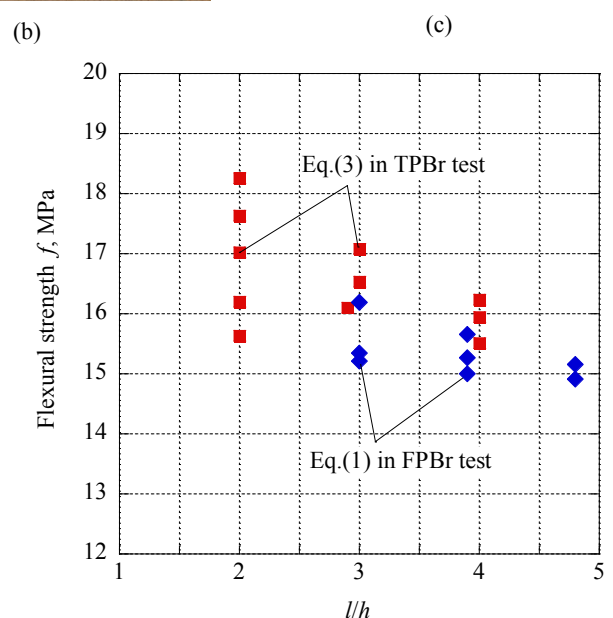 (b)
(c)
20
19
18
17
16
15
14
13
12
Flexural strength f, MPa
Eq.(3) in TPBr test
Eq.(1) in FPBr test
1 2 3 4 5
l/h